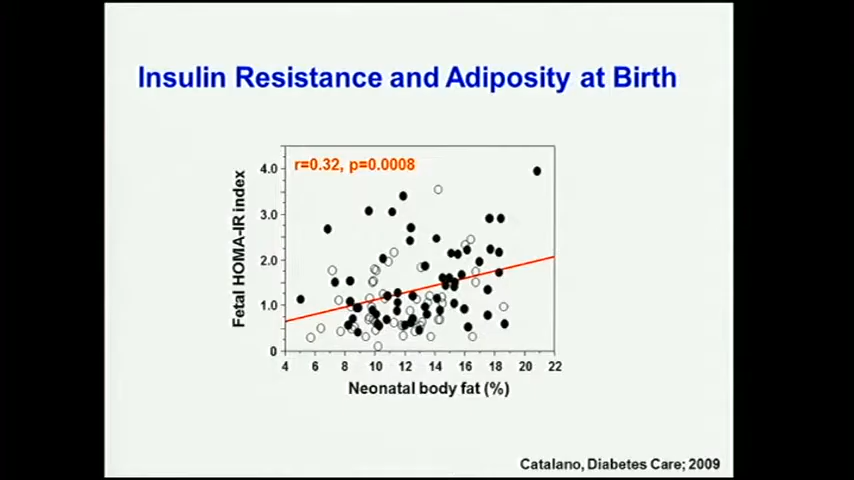 Insulin Resistance and Adiposity at Birth
r=0.32, p=0.0008
Fetal HOMA-IR index
4.0
3.0
2.0
1.0
0
4 6 8 10 12 14 16 18 20 22
Neonatal body fat (%)
Catalano, Diabetes Care; 2009